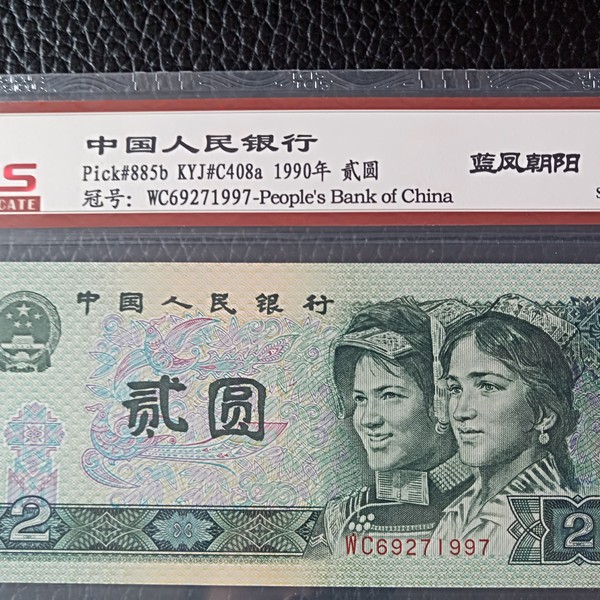 中国人民银行
Pick#885b KYJ#C408a 1990年 贰圆
蓝凤朝阳
冠号: WC69271997-People's Bank of China
中国人民银行
贰圆
WC69271997
2
2